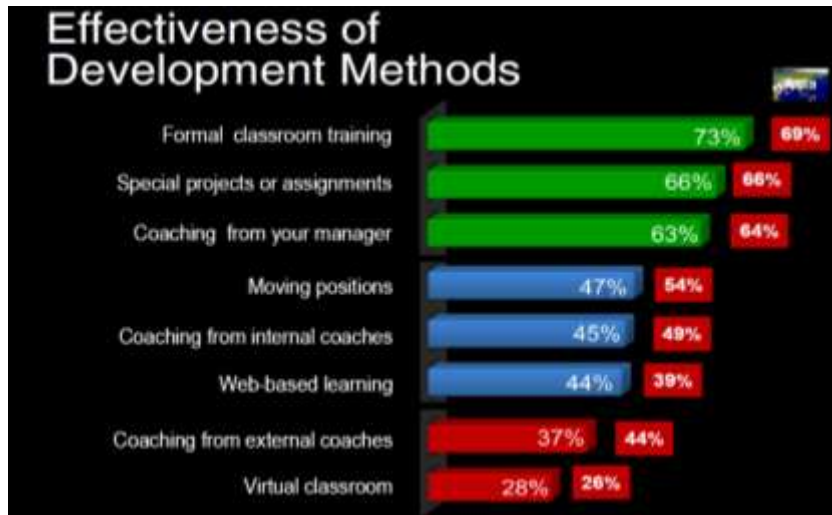 Effectiveness of
Development Methods
Formal classroom training 73% 69%
Special projects or assignments 66% 66%
Coaching from your manager 63% 64%
Moving positions 47% 54%
Coaching from internal coaches 45% 49%
Web-based learning 44% 39%
Coaching from external coaches 37% 44%
Virtual classroom 28% 26%